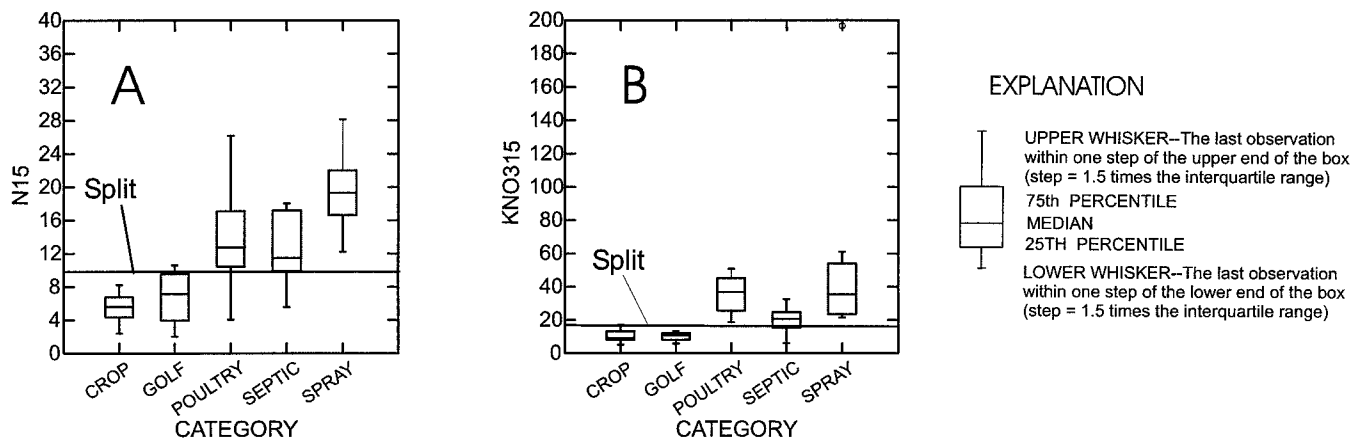 40
36
32
28
24
20
16
12
8
4
0
N15
A
Split
CROP
GOLF
POULTRY
SEPTIC
SPRAY
CATEGORY
200
180
160
140
120
100
80
60
40
20
0
KNO315
B
Split
CROP
GOLF
POULTRY
SEPTIC
SPRAY
CATEGORY
EXPLANATION
UPPER WHISKER--The last observation
within one step of the upper end of the box
(step = 1.5 times the interquartile range)
75th PERCENTILE
MEDIAN
25TH PERCENTILE
LOWER WHISKER--The last observation
within one step of the lower end of the box
(step = 1.5 times the interquartile range)